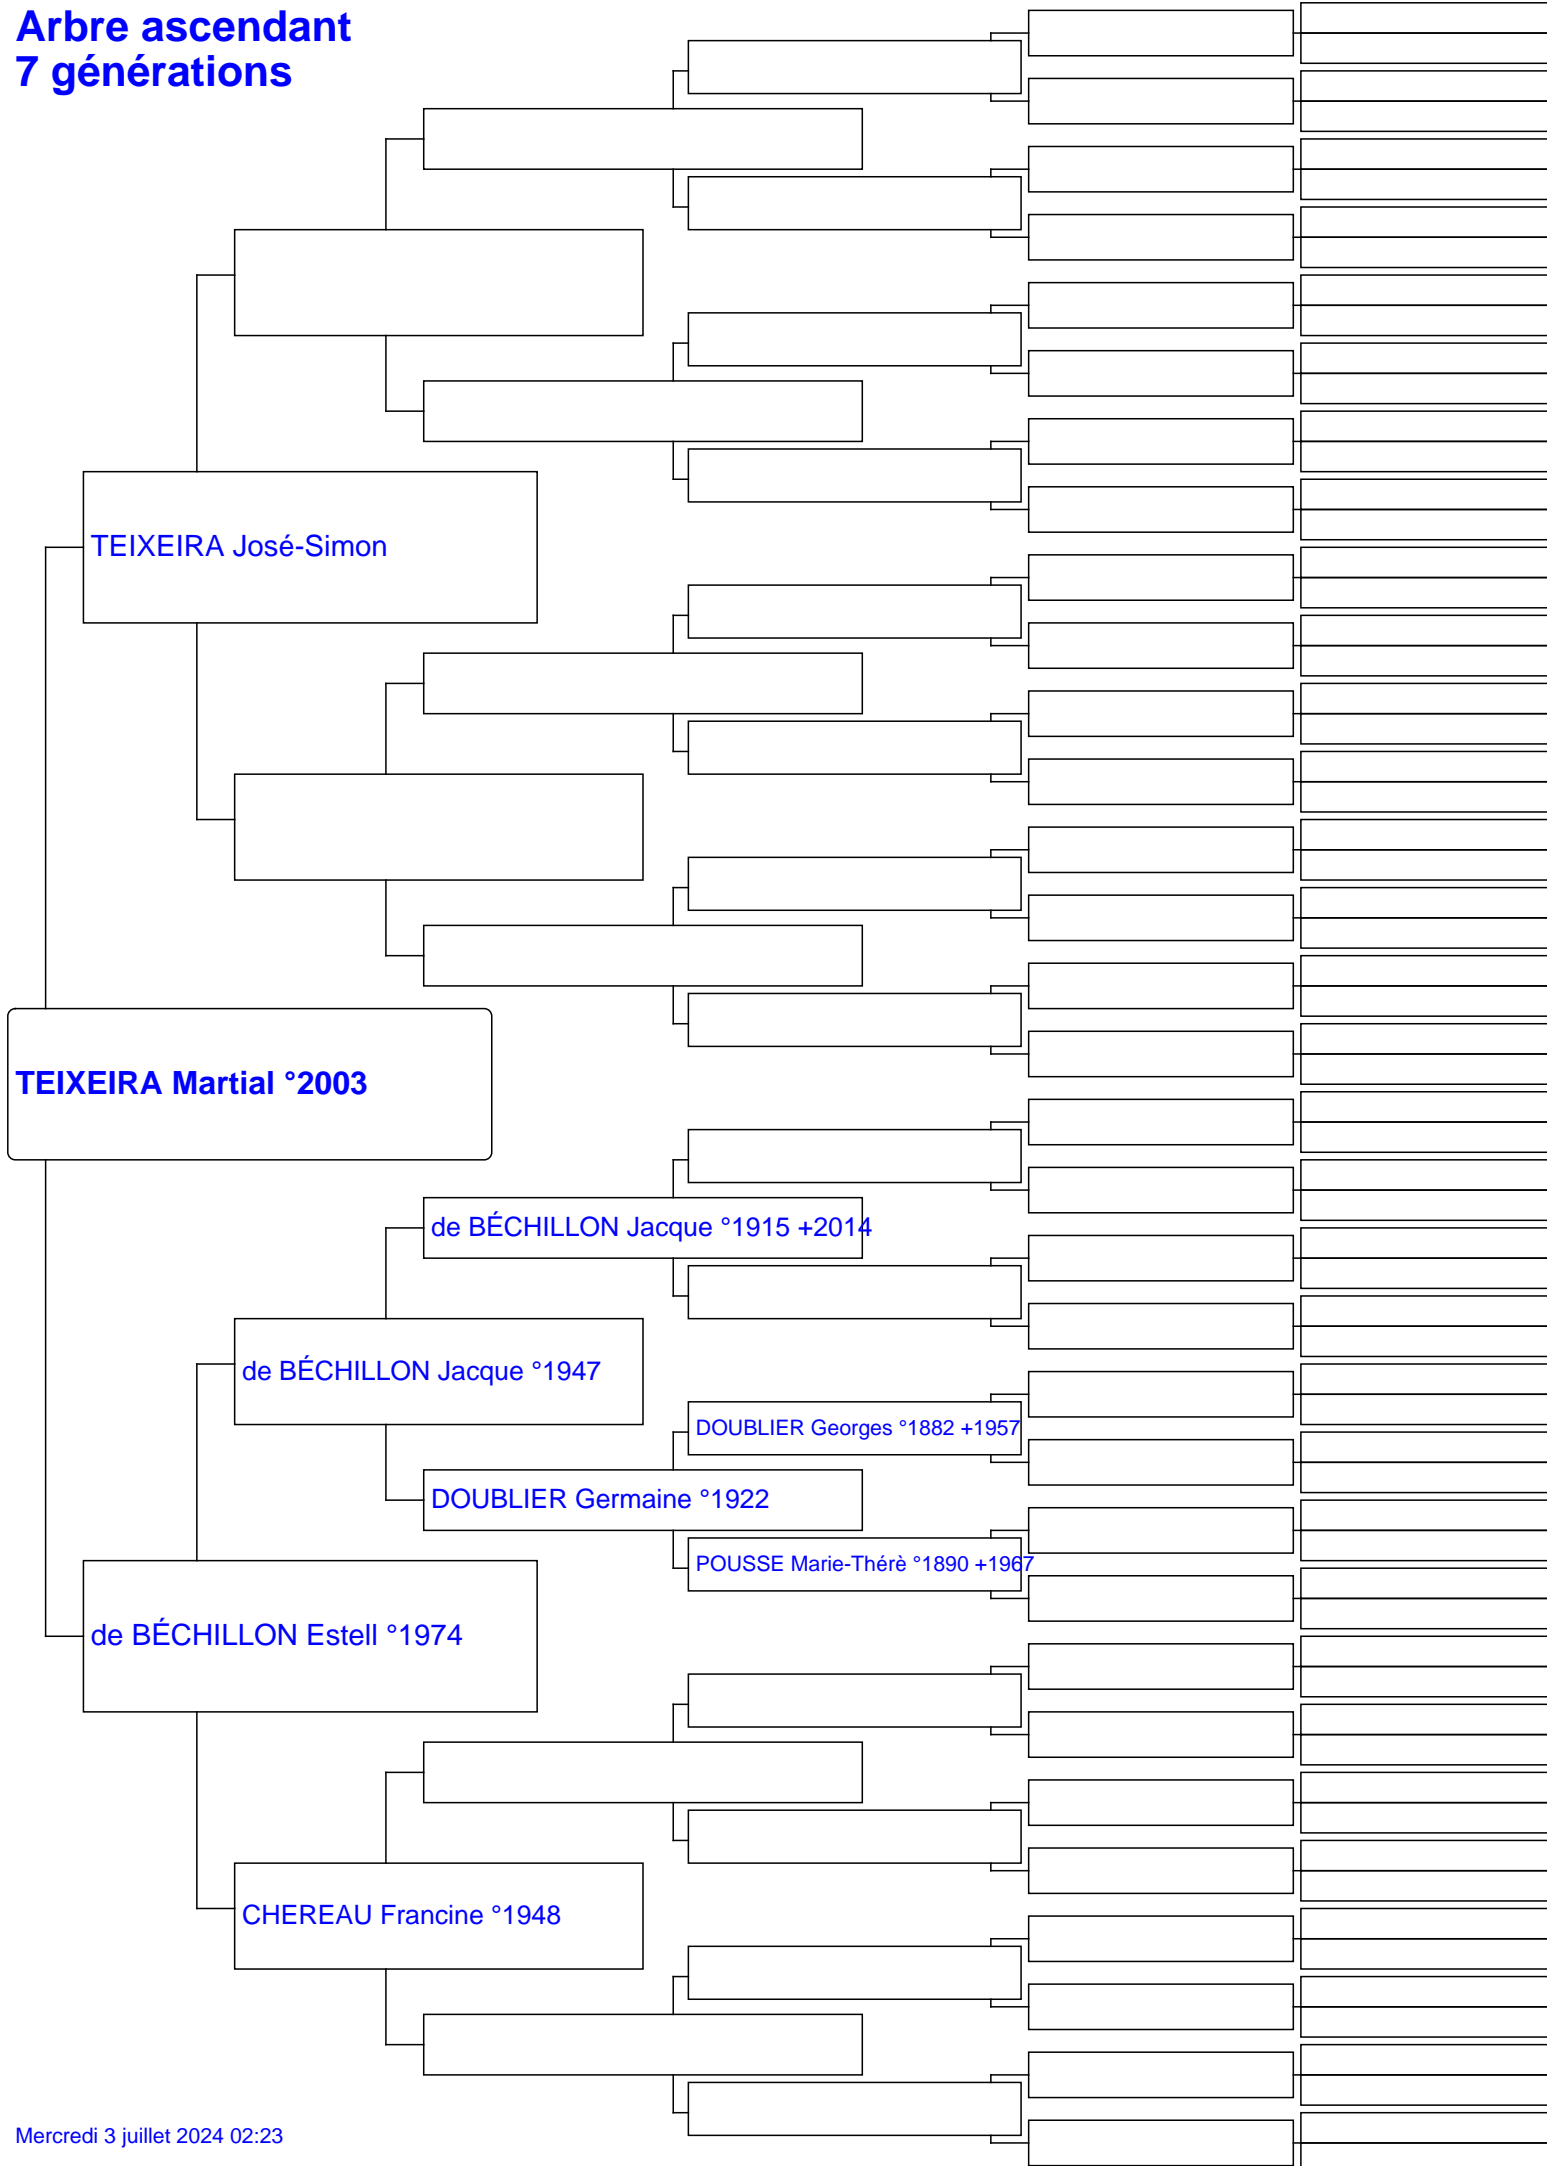 Arbre ascendant
7 générations
TEIXEIRA José-Simon
TEIXEIRA Martial °2003
de BÉCHILLON Jacque °1915 +2014
de BÉCHILLON Jacque °1947
DOUBLIER Georges °1882 +1957
DOUBLIER Germaine °1922
POUSSE Marie-Thérè °1890 +1967
de BÉCHILLON Estell °1974
CHEREAU Francine °1948
Mercredi 3 juillet 2024 02:23